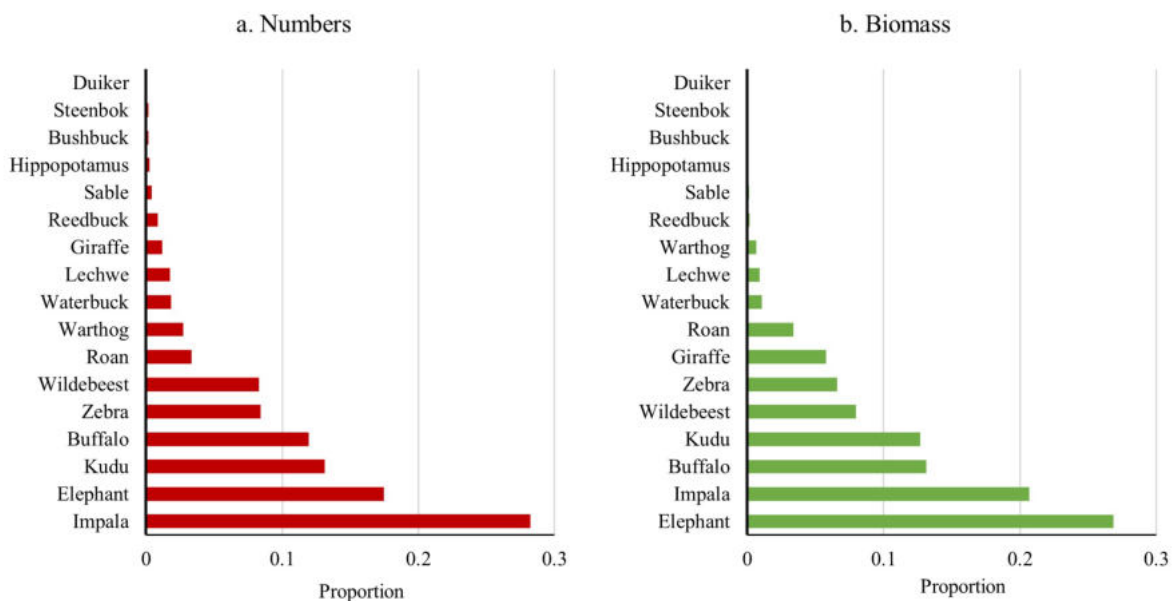 a. Numbers
Duiker
Steenbok
Bushbuck
Hippopotamus
Sable
Reedbuck
Giraffe
Lechwe
Waterbuck
Warthog
Roan
Wildebeest
Zebra
Buffalo
Kudu
Elephant
Impala
0 0.1 0.2 0.3
Proportion
b. Biomass
Duiker
Steenbok
Bushbuck
Hippopotamus
Sable
Reedbuck
Warthog
Lechwe
Waterbuck
Roan
Giraffe
Zebra
Wildebeest
Kudu
Buffalo
Impala
Elephant
0 0.1 0.2 0.3
Proportion